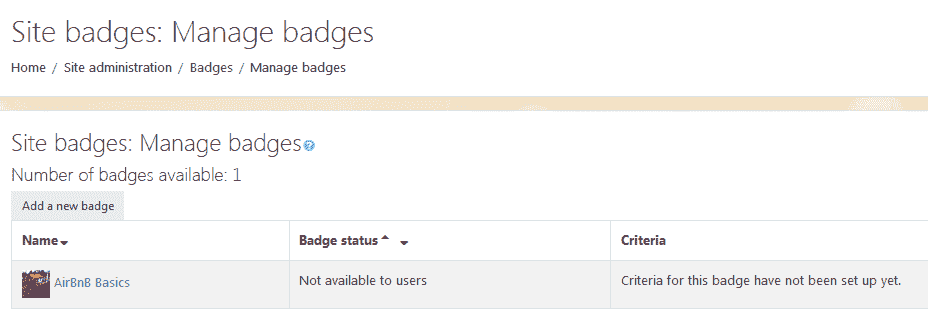 Site badges: Manage badges
Home / Site administration / Badges / Manage badges
Site badges: Manage badges
Number of badges available: 1
Add a new badge
Name Badge status Criteria
AirBnB Basics Not available to users Criteria for this badge have not been set up yet.